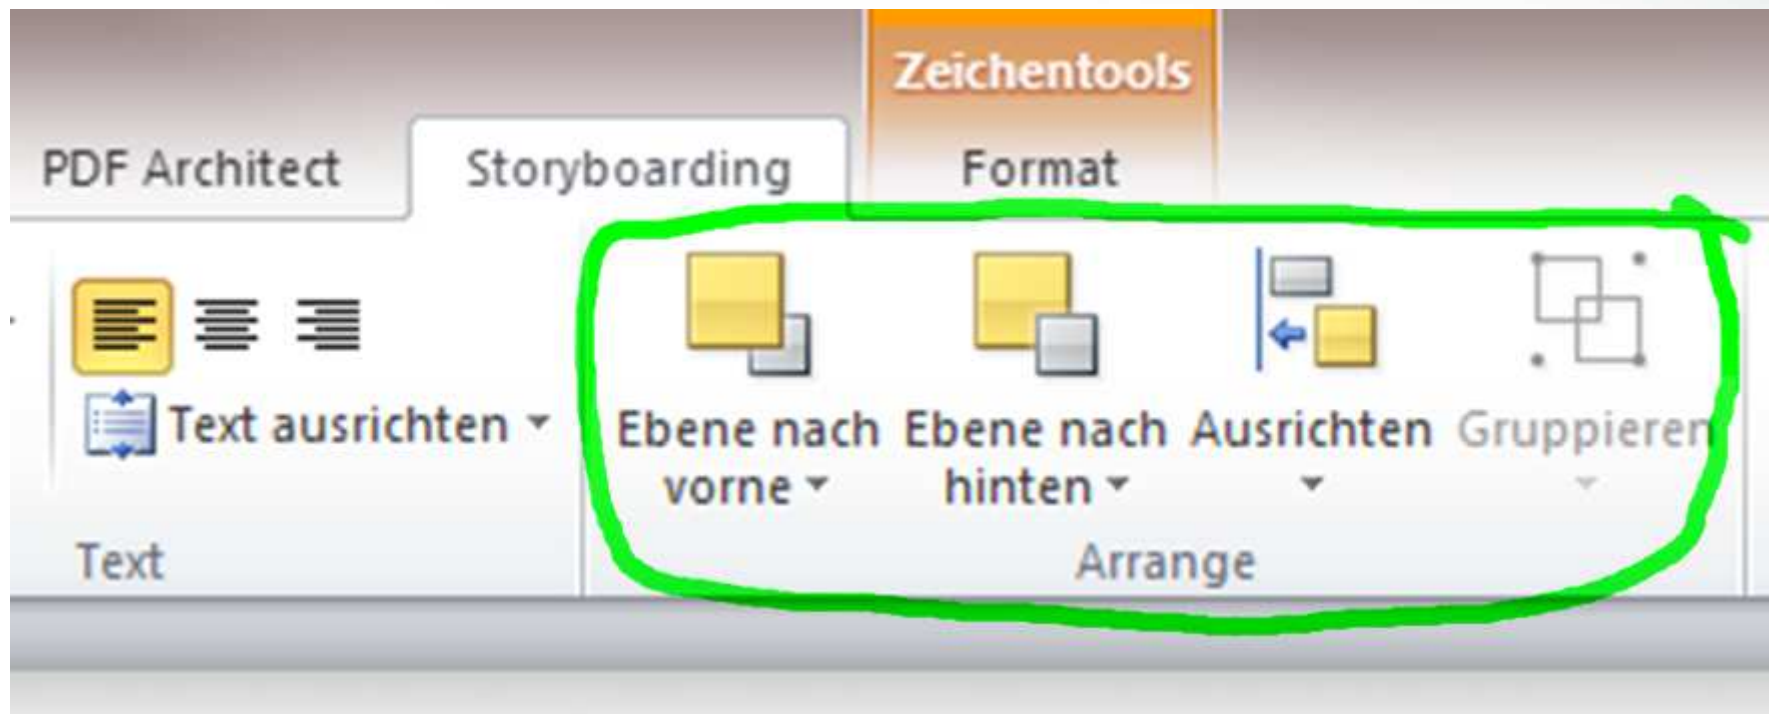 Zeichentools
PDF Architect Storyboarding Format
Text ausrichten
Ebene nach vorne
Ebene nach hinten
Ausrichten
Gruppieren
Text
Arrange